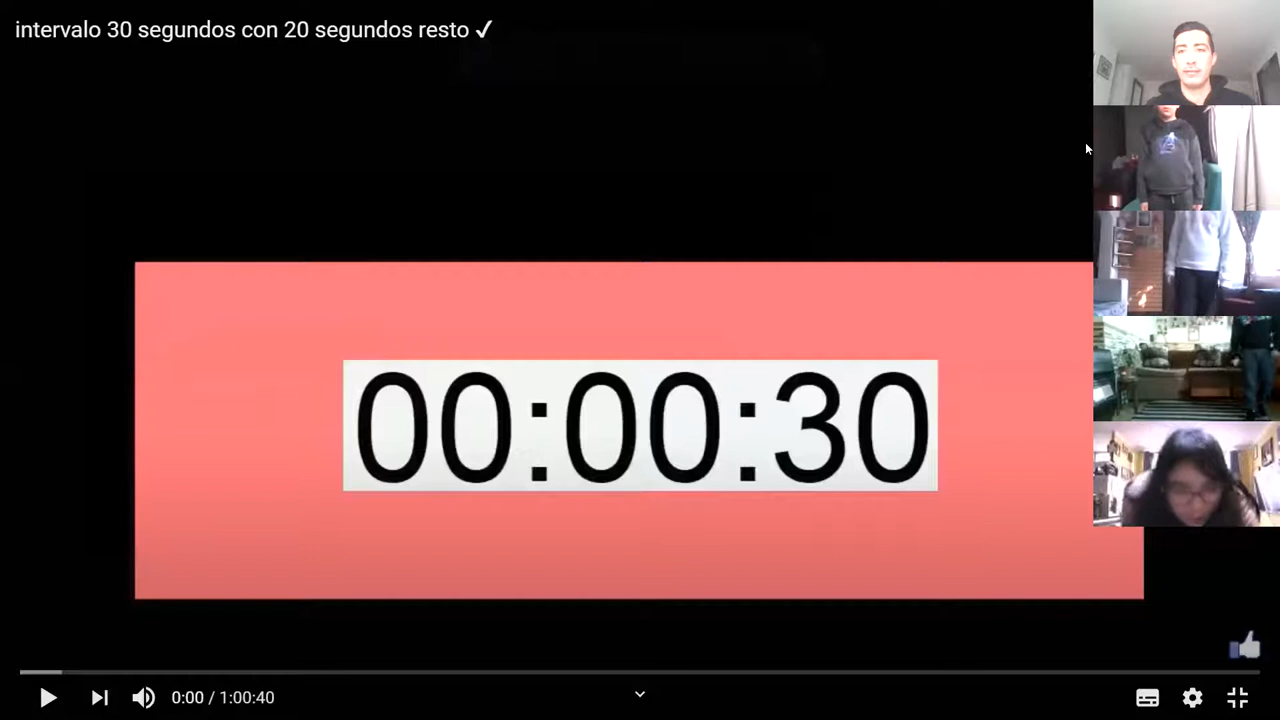 intervalo 30 segundos con 20 segundos resto ✓
00:00:30
0:00 / 1:00:40